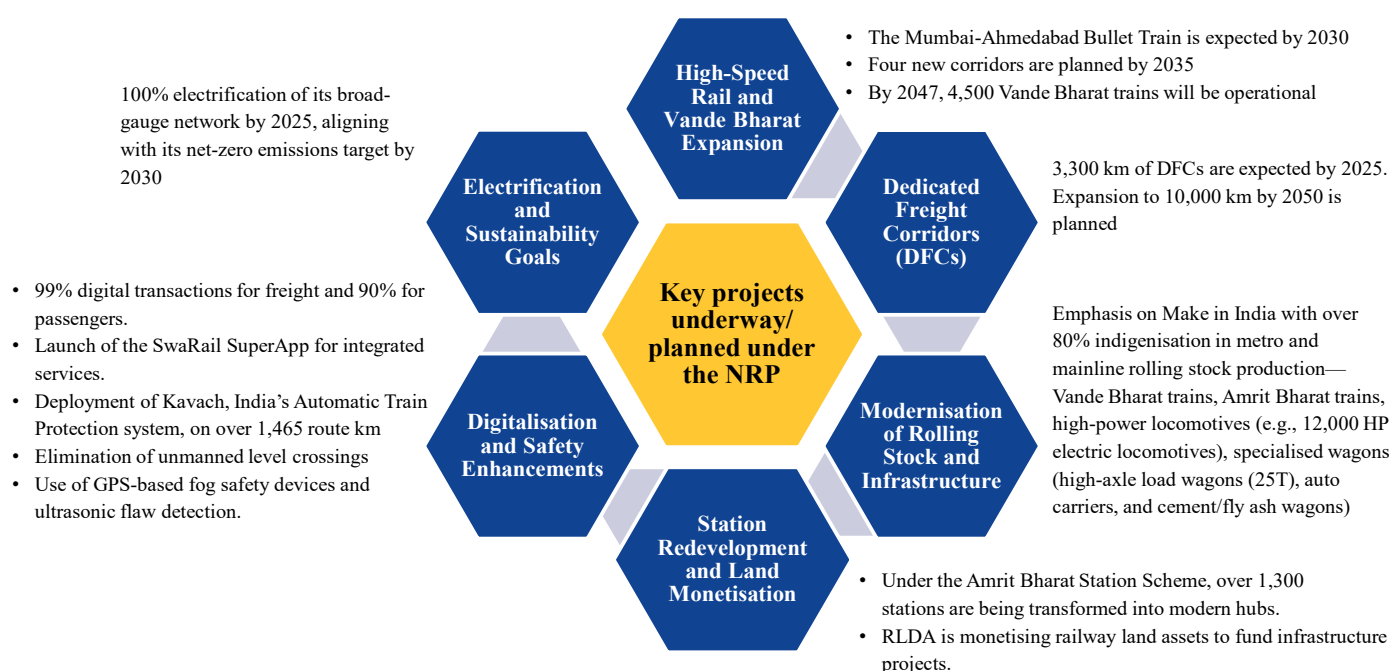 Key projects
underway/
planned under
the NRP
High-Speed
Rail and
Vande Bharat
Expansion
• The Mumbai-Ahmedabad Bullet Train is expected by 2030
• Four new corridors are planned by 2035
• By 2047, 4,500 Vande Bharat trains will be operational
Dedicated
Freight
Corridors
(DFCs)
3,300 km of DFCs are expected by 2025.
Expansion to 10,000 km by 2050 is
planned
Modernisation
of Rolling
Stock and
Infrastructure
Emphasis on Make in India with over
80% indigenisation in metro and
mainline rolling stock production—
Vande Bharat trains, Amrit Bharat trains,
high-power locomotives (e.g., 12,000 HP
electric locomotives), specialised wagons
(high-axle load wagons (25T), auto
carriers, and cement/fly ash wagons)
Station
Redevelopment
and Land
Monetisation
• Under the Amrit Bharat Station Scheme, over 1,300
stations are being transformed into modern hubs.
• RLDA is monetising railway land assets to fund infrastructure
projects.
Digitalisation
and Safety
Enhancements
• 99% digital transactions for freight and 90% for
passengers.
• Launch of the SwaRail SuperApp for integrated
services.
• Deployment of Kavach, India's Automatic Train
Protection system, on over 1,465 route km
• Elimination of unmanned level crossings
• Use of GPS-based fog safety devices and
ultrasonic flaw detection.
Electrification
and
Sustainability
Goals
100% electrification of its broad-
gauge network by 2025, aligning
with its net-zero emissions target by
2030